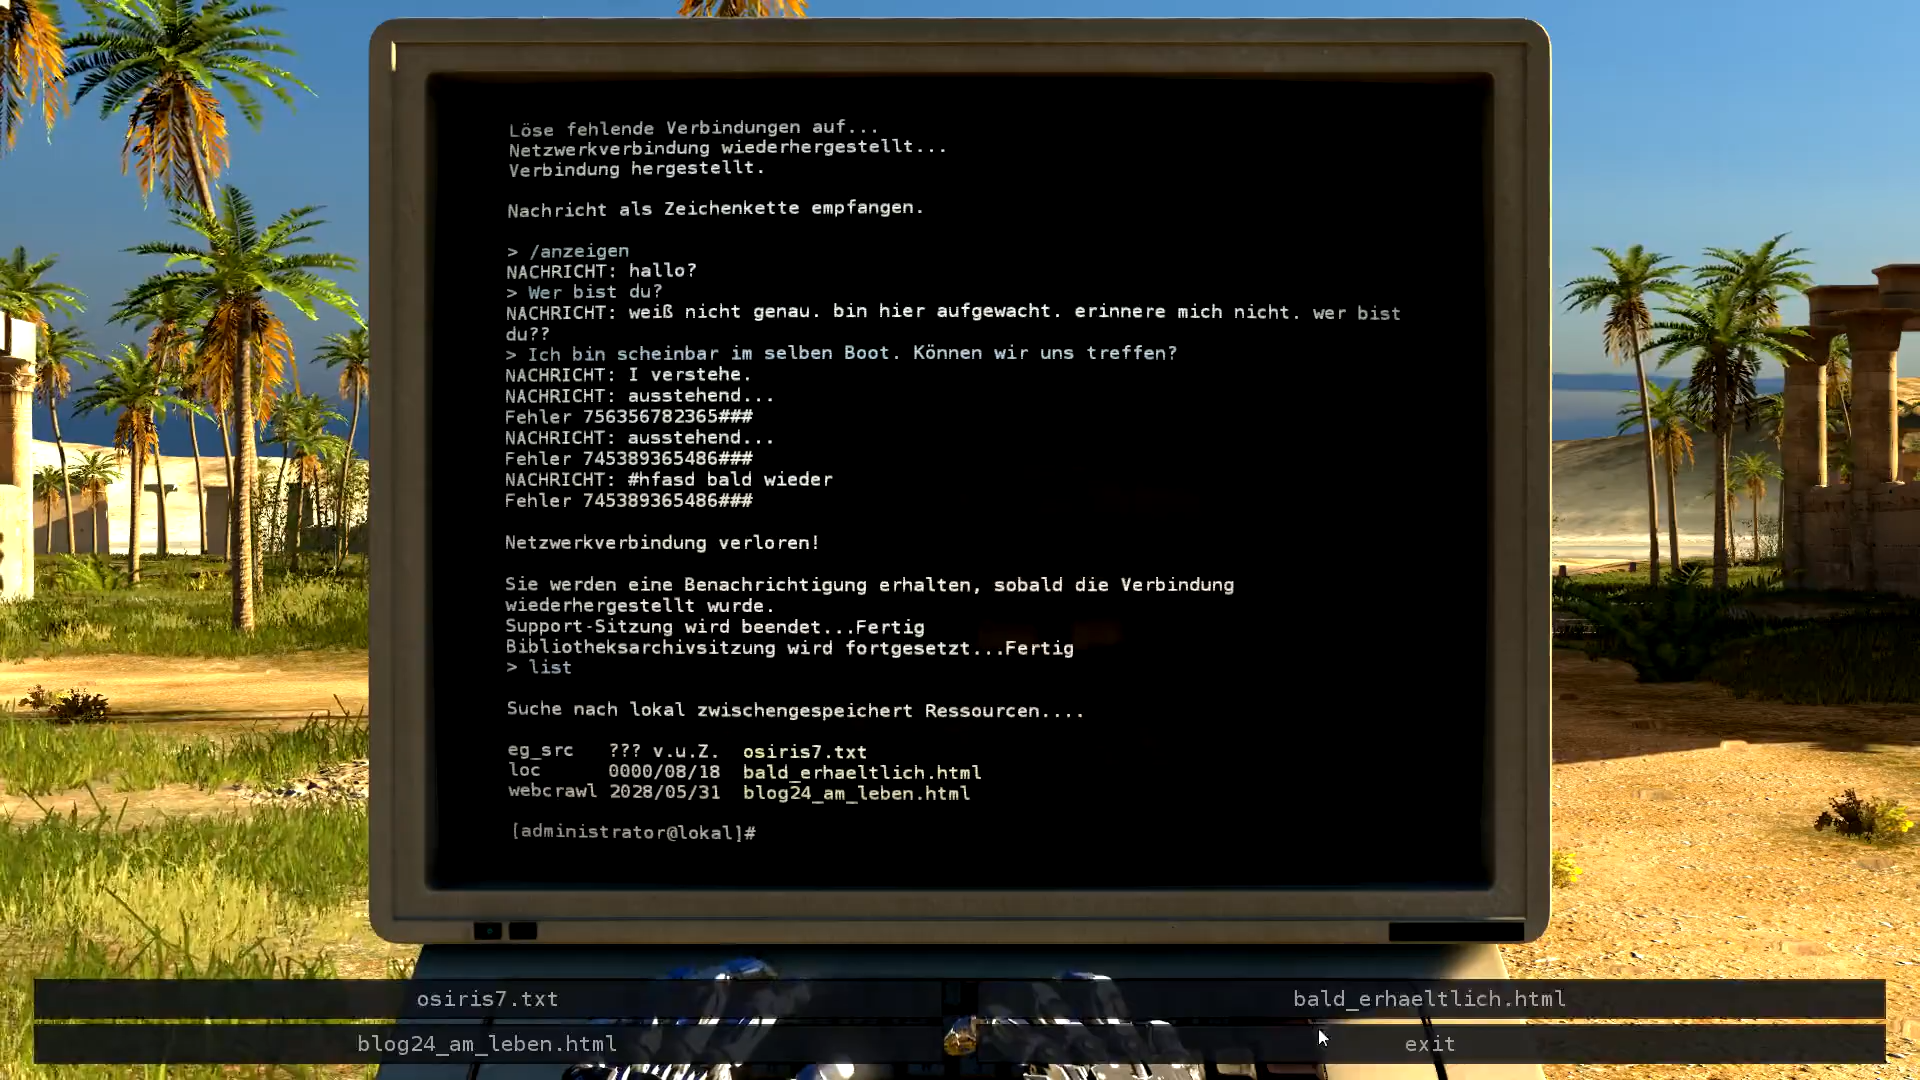 Löse fehlende Verbindungen auf...
Netzwerkverbindung wiederhergestellt...
Verbindung hergestellt.
Nachricht als Zeichenkette empfangen.
> /anzeigen
NACHRICHT: hallo?
> Wer bist du?
NACHRICHT: weiß nicht genau. bin hier aufgewacht. erinnere mich nicht. wer bist
du??
> Ich bin scheinbar im selben Boot. Können wir uns treffen?
NACHRICHT: I verstehe.
NACHRICHT: ausstehend...
Fehler 756356782365###
NACHRICHT: ausstehend...
Fehler 745389365486###
NACHRICHT: #hfasd bald wieder
Fehler 745389365486###
Netzwerkverbindung verloren!
Sie werden eine Benachrichtigung erhalten, sobald die Verbindung
wiederhergestellt wurde.
Support-Sitzung wird beendet...Fertig
Bibliotheksarchivsitzung wird fortgesetzt...Fertig
> list
Suche nach lokal zwischengespeichert Ressourcen....
eg_src ??? v.u.Z. osiris7.txt
loc 0000/08/18 bald_erhaeltlich.html
webcrawl 2028/05/31 blog24_am_leben.html
[administrator@lokal]#
osiris7.txt bald_erhaeltlich.html
blog24_am_leben.html exit